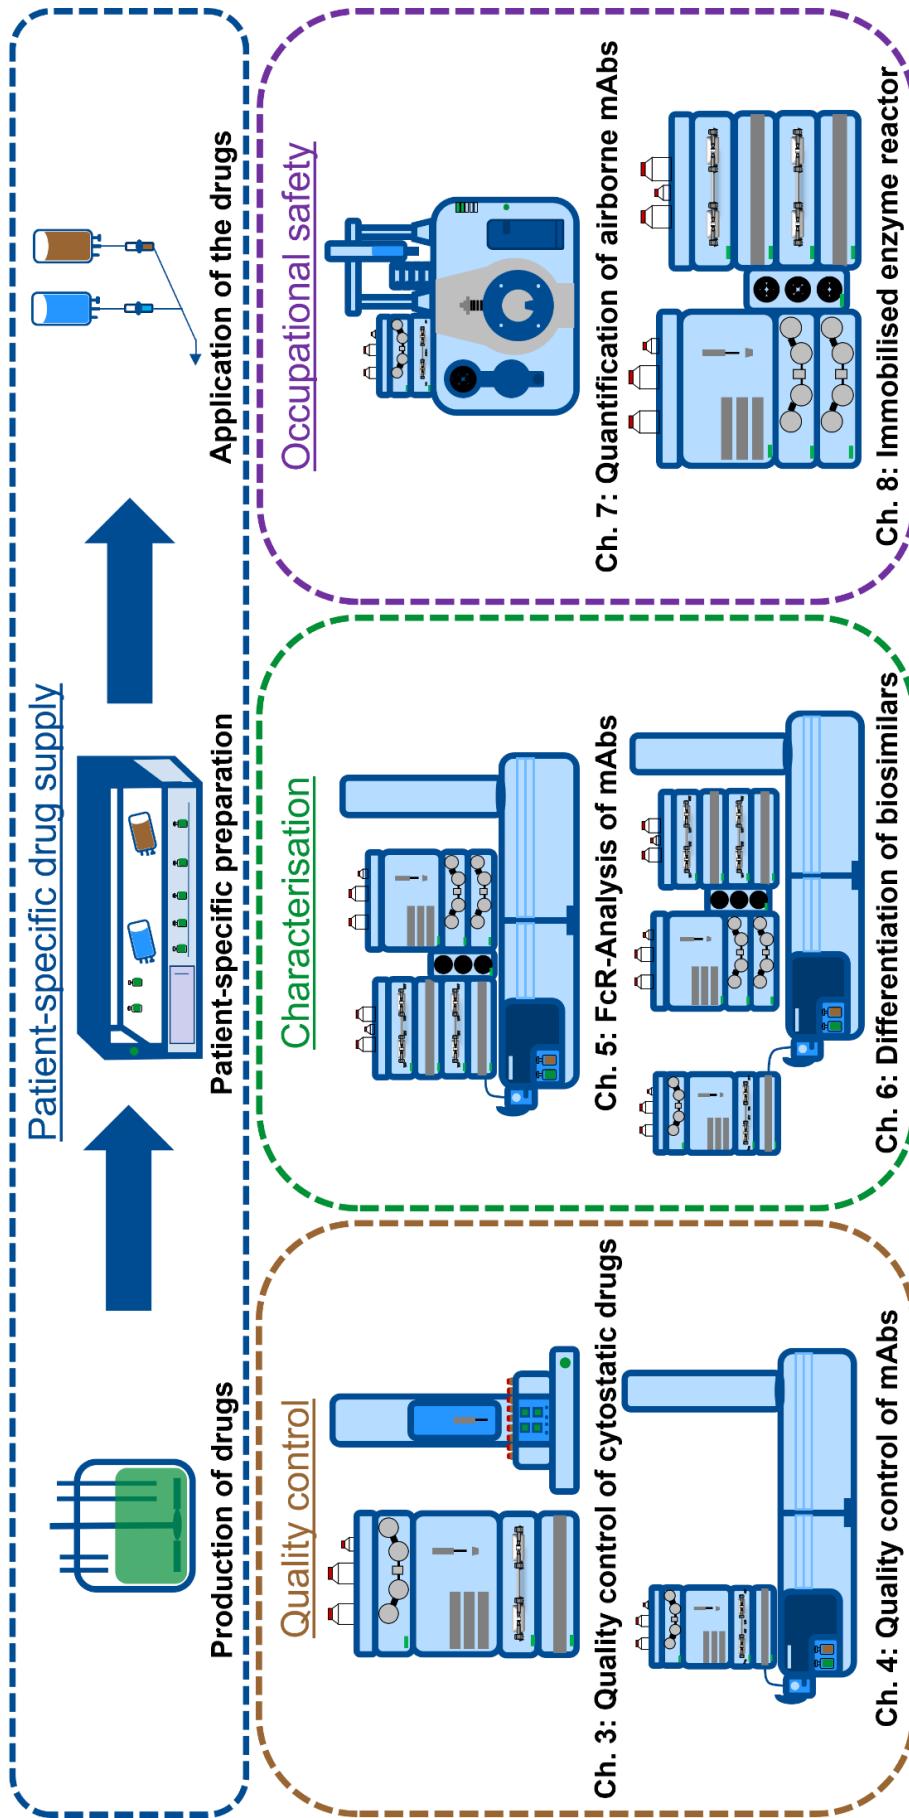 Patient-specific drug supply
Production of drugs
Patient-specific preparation
Application of the drugs
Quality control
Ch. 3: Quality control of cytostatic drugs
Ch. 4: Quality control of mAbs
Characterisation
Ch. 5: FcR-Analysis of mAbs
Ch. 6: Differentiation of biosimilars
Occupational safety
Ch. 7: Quantification of airborne mAbs
Ch. 8: Immobilised enzyme reactor